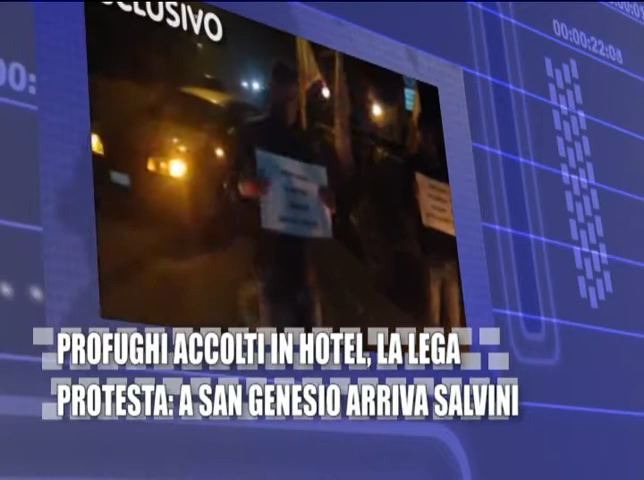 CLUSIVO
00:00:22:08
PROFUGHI ACCOLTI IN HOTEL, LA LEGA
PROTESTA: A SAN GENESIO ARRIVA SALVINI